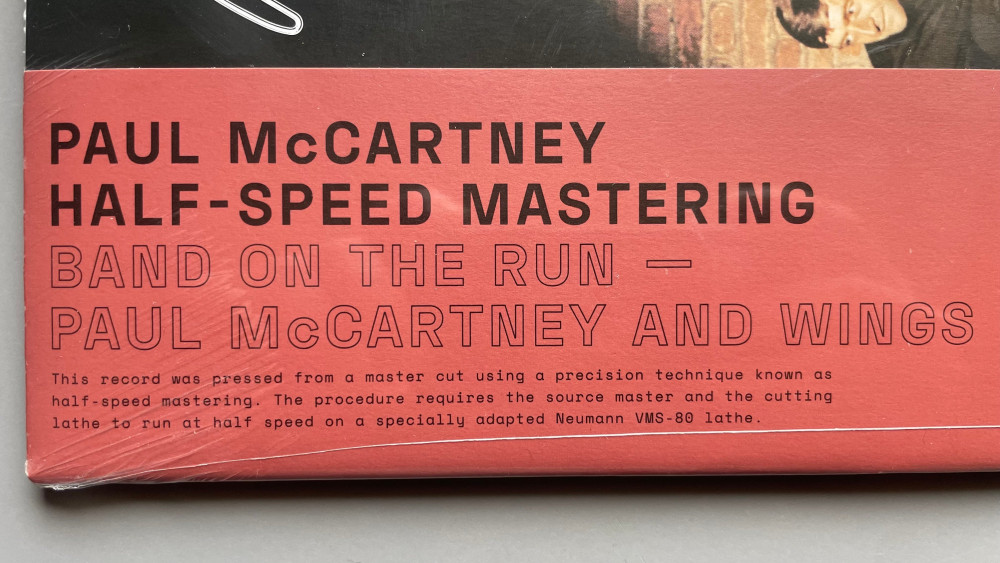 PAUL McCARTNEY
HALF-SPEED MASTERING
BAND ON THE RUN —
PAUL McCARTNEY AND WINGS
This record was pressed from a master cut using a precision technique known as
half-speed mastering. The procedure requires the source master and the cutting
lathe to run at half speed on a specially adapted Neumann VMS-80 lathe.